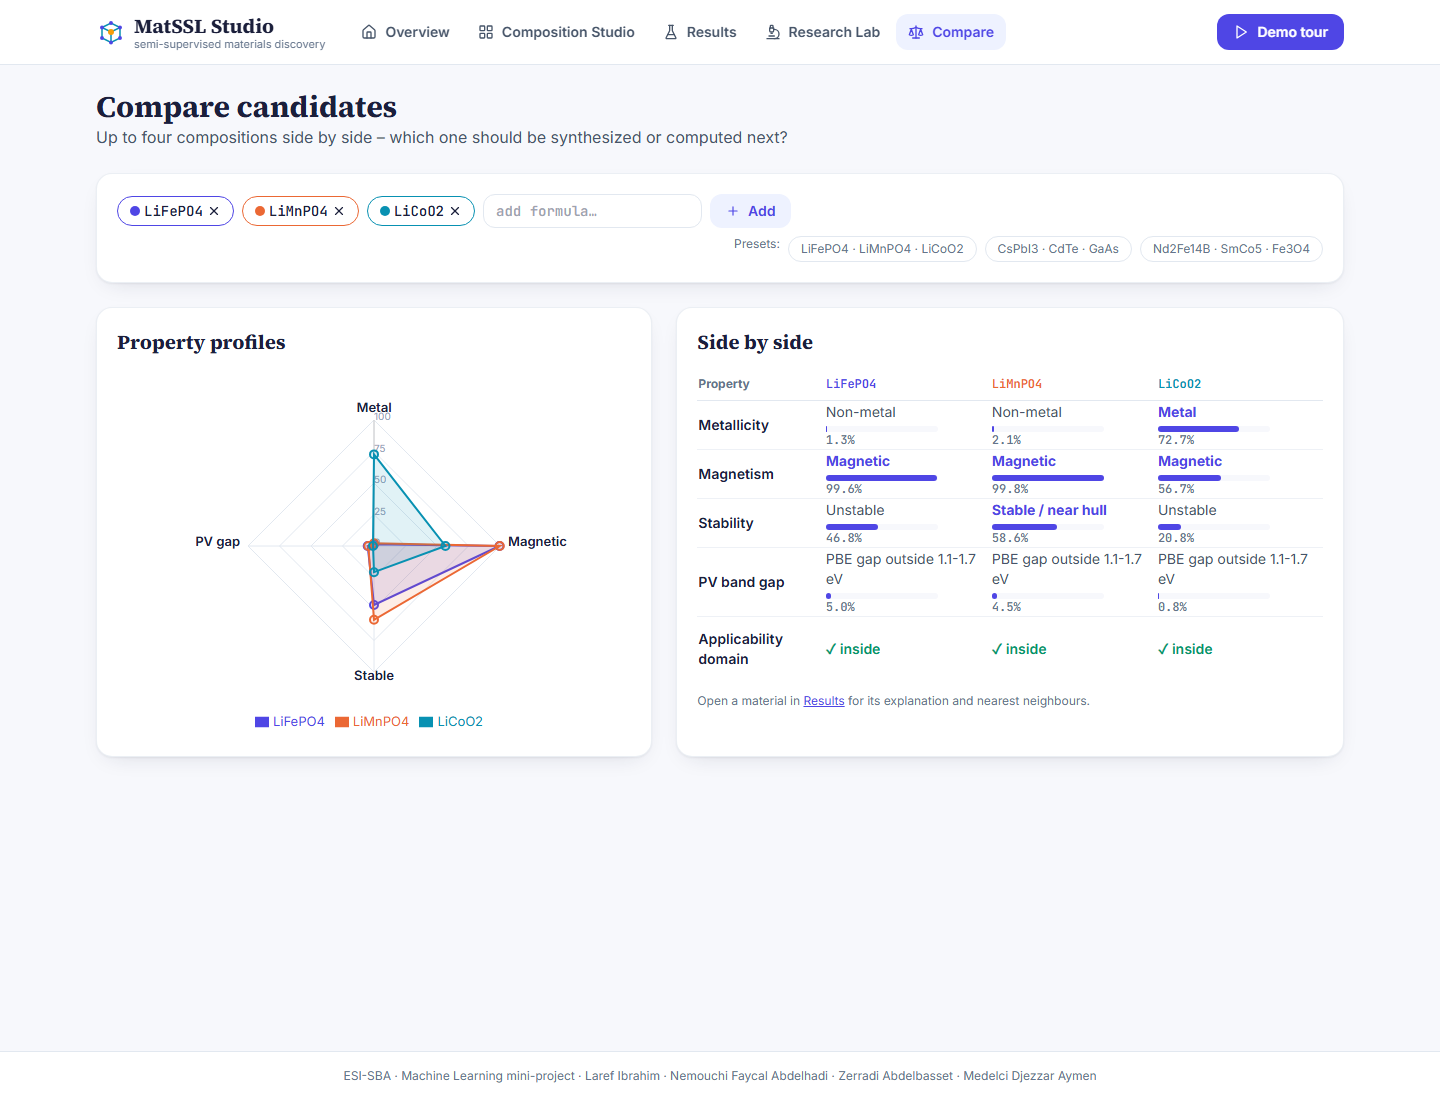 MatSSL Studio
semi-supervised materials discovery
Overview
Composition Studio
Results
Research Lab
Compare
Demo tour
Compare candidates
Up to four compositions side by side – which one should be synthesized or computed next?
LiFePO4 ×
LiMnPO4 ×
LiCoO2 ×
add formula…
+ Add
Presets:
LiFePO4 · LiMnPO4 · LiCoO2
CsPbI3 · CdTe · GaAs
Nd2Fe14B · SmCo5 · Fe3O4
Property profiles
Metal
100
75
50
25
PV gap
Magnetic
Stable
LiFePO4
LiMnPO4
LiCoO2
Side by side
Property LiFePO4 LiMnPO4 LiCoO2
Metallicity
Non-metal Non-metal Metal
1.3% 2.1% 72.7%
Magnetism
Magnetic Magnetic Magnetic
99.6% 99.8% 56.7%
Stability
Unstable Stable / near hull Unstable
46.8% 58.6% 20.8%
PV band gap
PBE gap outside 1.1-1.7 eV
PBE gap outside 1.1-1.7 eV
PBE gap outside 1.1-1.7 eV
5.0% 4.5% 0.8%
Applicability domain
✓ inside ✓ inside ✓ inside
Open a material in Results for its explanation and nearest neighbours.
ESI-SBA · Machine Learning mini-project · Laref Ibrahim · Nemouchi Faycal Abdelhadi · Zerradi Abdelbasset · Medelci Djezzar Aymen